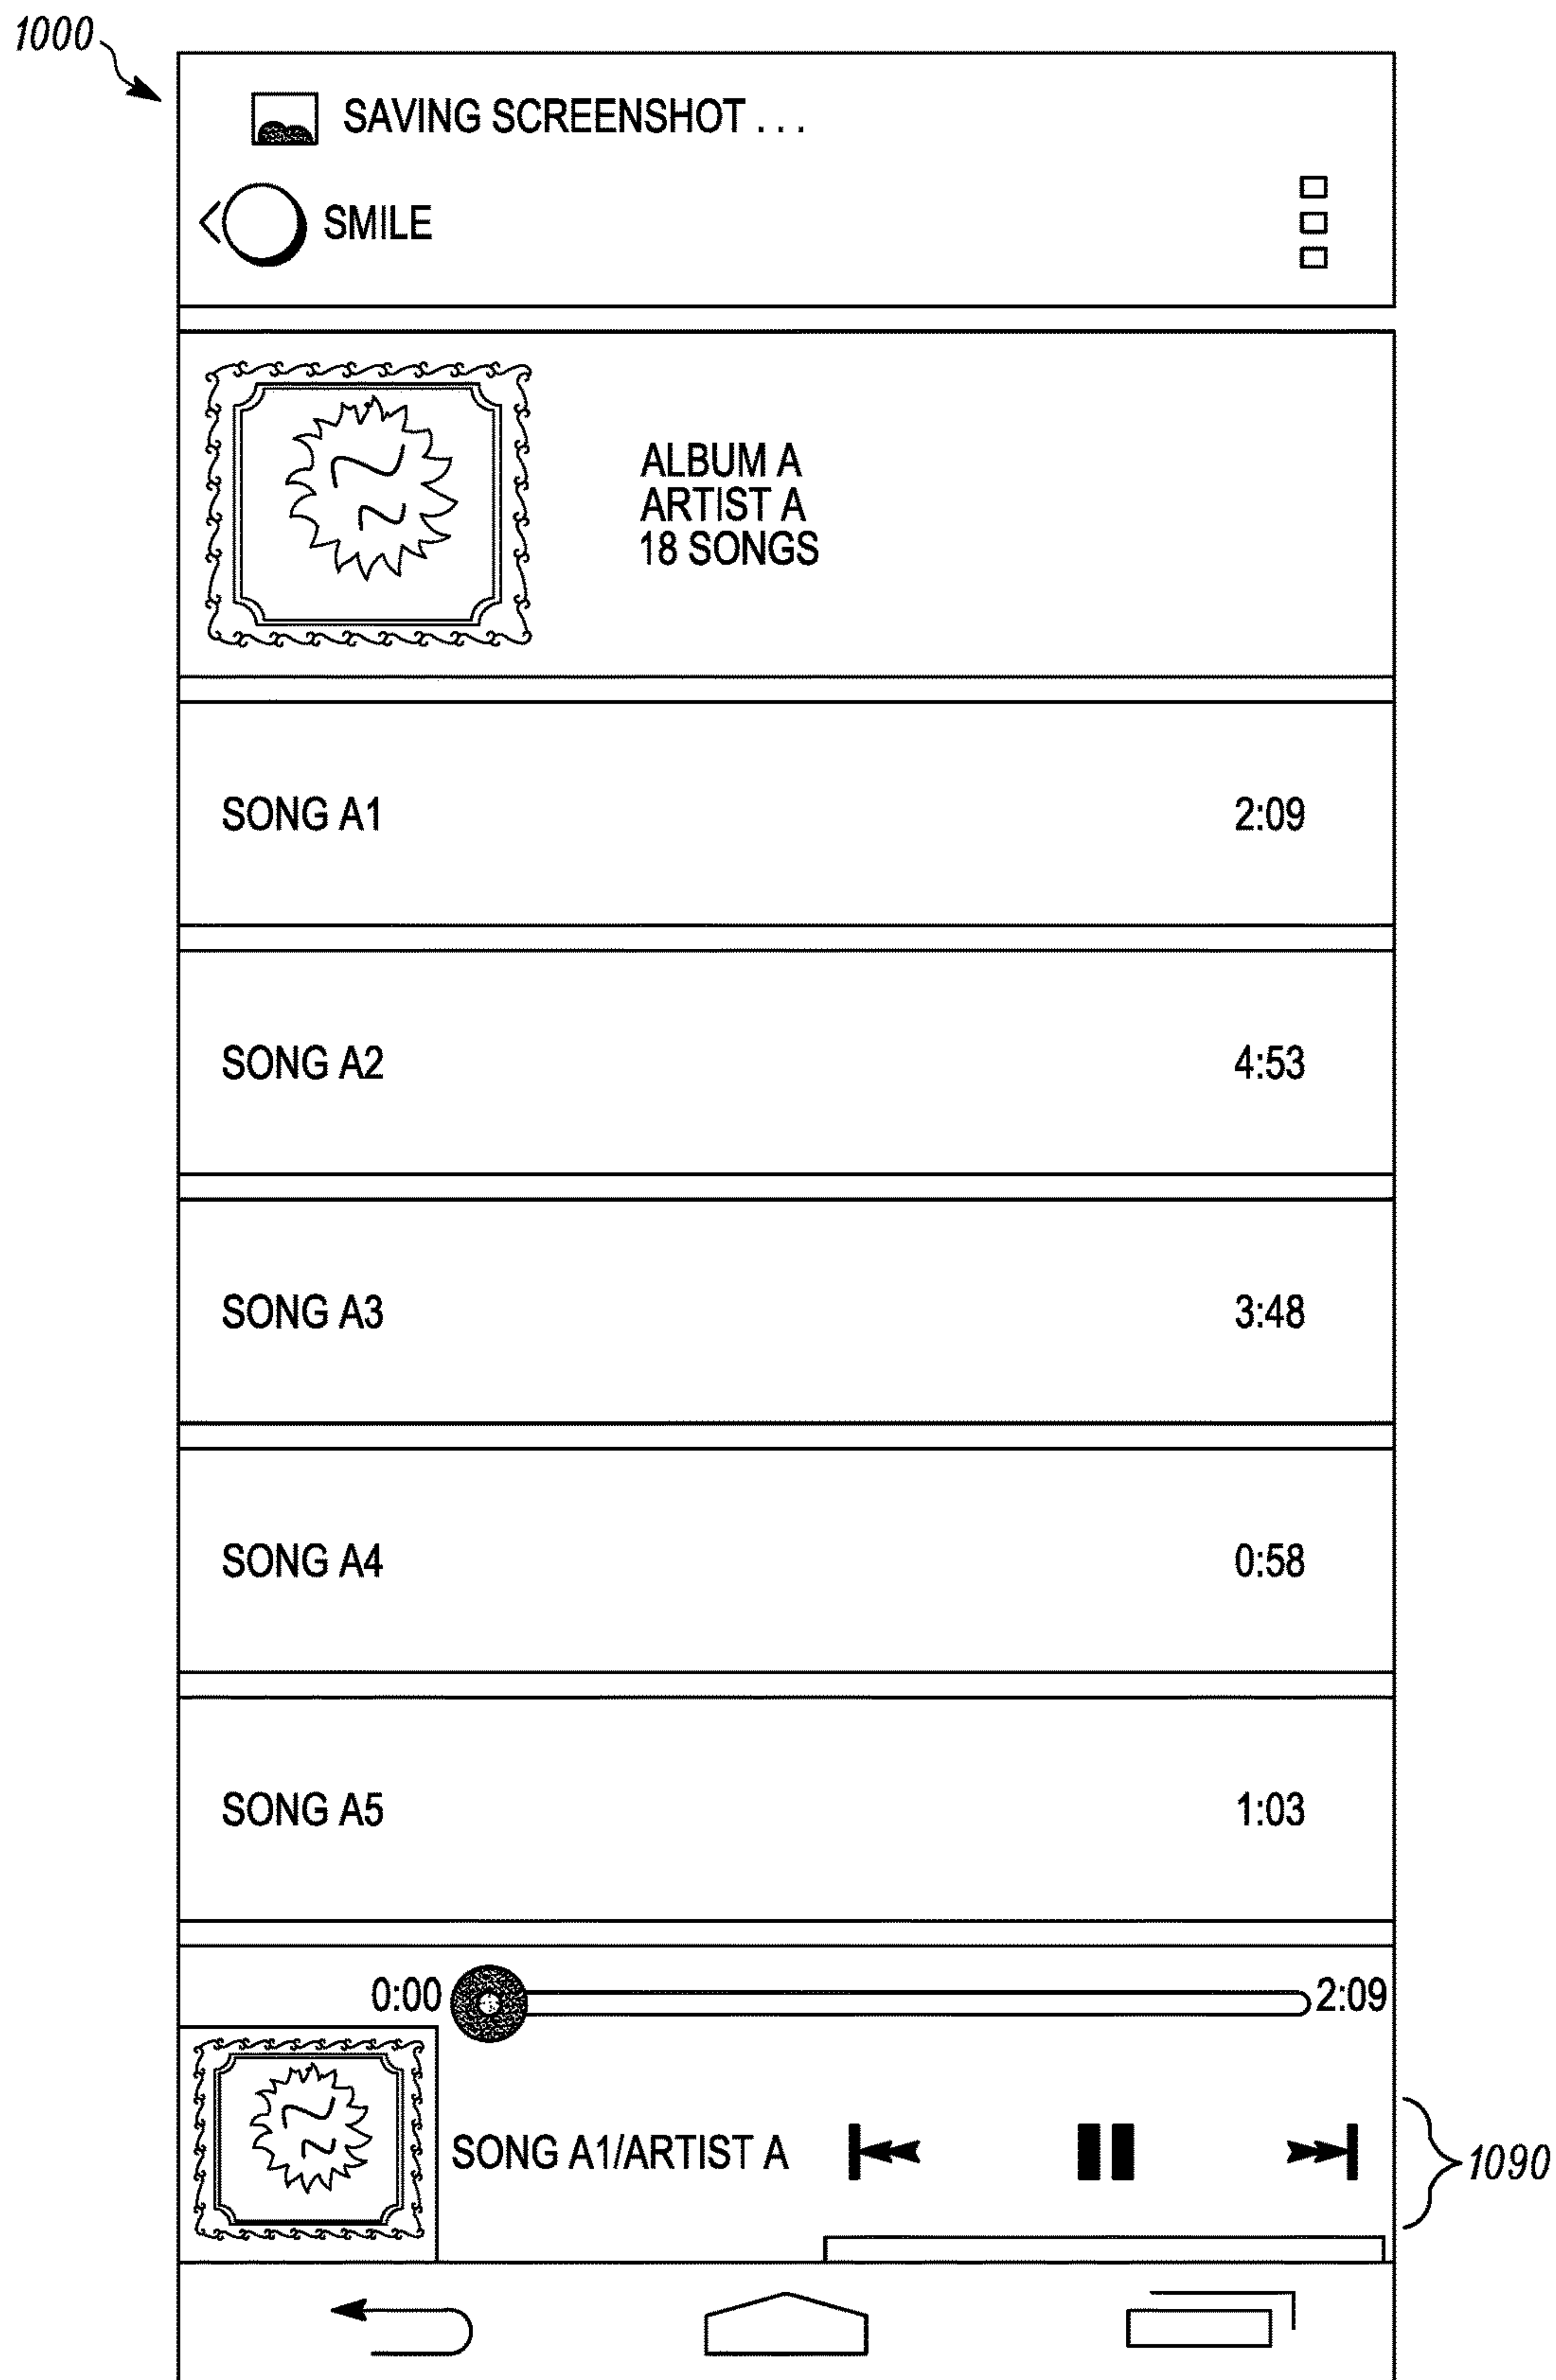 1000
SAVING SCREENSHOT . . .
SMILE
ALBUM A
ARTIST A
18 SONGS
SONG A1 2:09
SONG A2 4:53
SONG A3 3:48
SONG A4 0:58
SONG A5 1:03
0:00 2:09
SONG A1/ARTIST A
1090